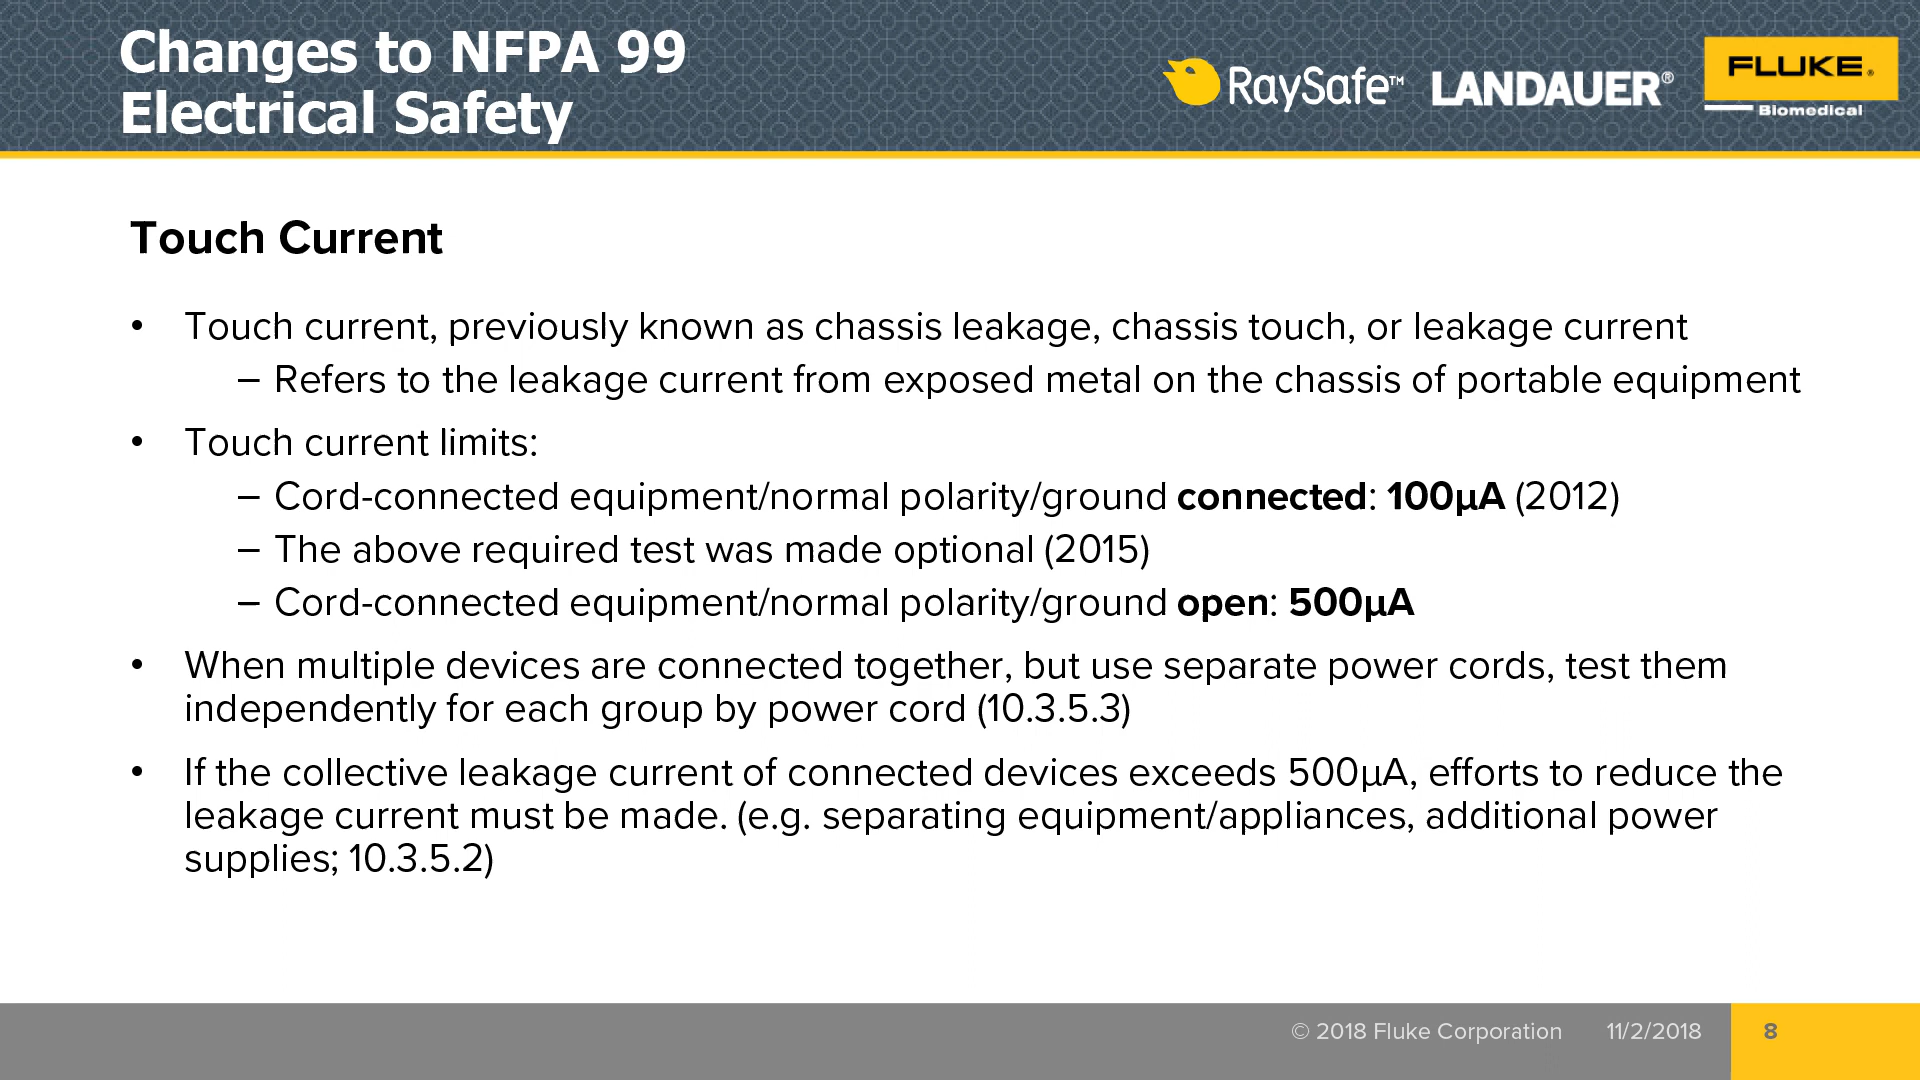 Changes to NFPA 99
Electrical Safety
RaySafe™ LANDAUER® FLUKE®
Biomedical
Touch Current
• Touch current, previously known as chassis leakage, chassis touch, or leakage current
– Refers to the leakage current from exposed metal on the chassis of portable equipment
• Touch current limits:
– Cord-connected equipment/normal polarity/ground connected: 100µA (2012)
– The above required test was made optional (2015)
– Cord-connected equipment/normal polarity/ground open: 500µA
• When multiple devices are connected together, but use separate power cords, test them
independently for each group by power cord (10.3.5.3)
• If the collective leakage current of connected devices exceeds 500µA, efforts to reduce the
leakage current must be made. (e.g. separating equipment/appliances, additional power
supplies; 10.3.5.2)
© 2018 Fluke Corporation 11/2/2018 8